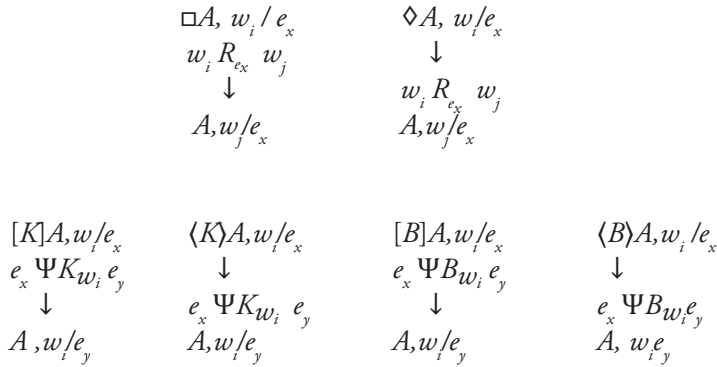 □A, w_i / e_x ◊A, w_i/e_x
w_i R_{e_x} w_j ↓
↓ w_i R_{e_x} w_j
A,w_j/e_x A,w_j/e_x
[K]A,w_i/e_x ⟨K⟩A,w_i/e_x [B]A,w_i/e_x ⟨B⟩A,w_i /e_x
e_x ΨK_{w_i} e_y ↓ e_x ΨB_{w_i} e_y ↓
↓ e_x ΨK_{w_i} e_y ↓ e_x ΨB_{w_i}e_y
A ,w_i/e_y A,w_i/e_y A,w_i/e_y A, w_ie_y